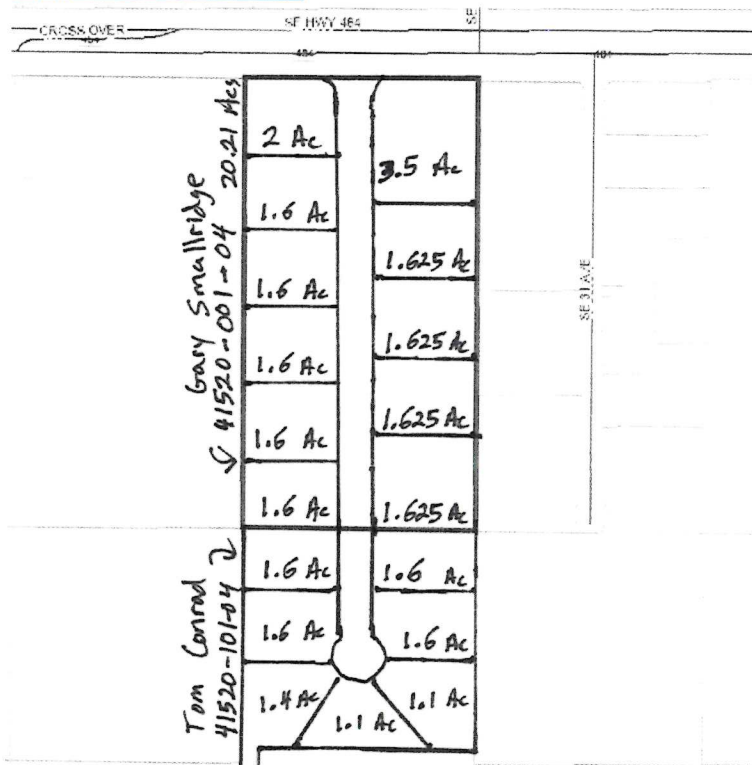 SE HWY 484
SE
CROSS OVER
484
484
484
2 Ac
3.5 Ac
1.6 Ac
1.625 Ac
1.6 Ac
1.625 Ac
1.6 Ac
1.625 Ac
1.6 Ac
1.6 Ac
1.625 Ac
1.6 Ac
1.6 Ac
1.6 Ac
1.6 Ac
1.4 Ac
1.1 Ac
1.1 Ac
Gary Smallridge
41520-001-04 20.21 Acs
Tom Conrad
41520-101-04
SE 31 AVE